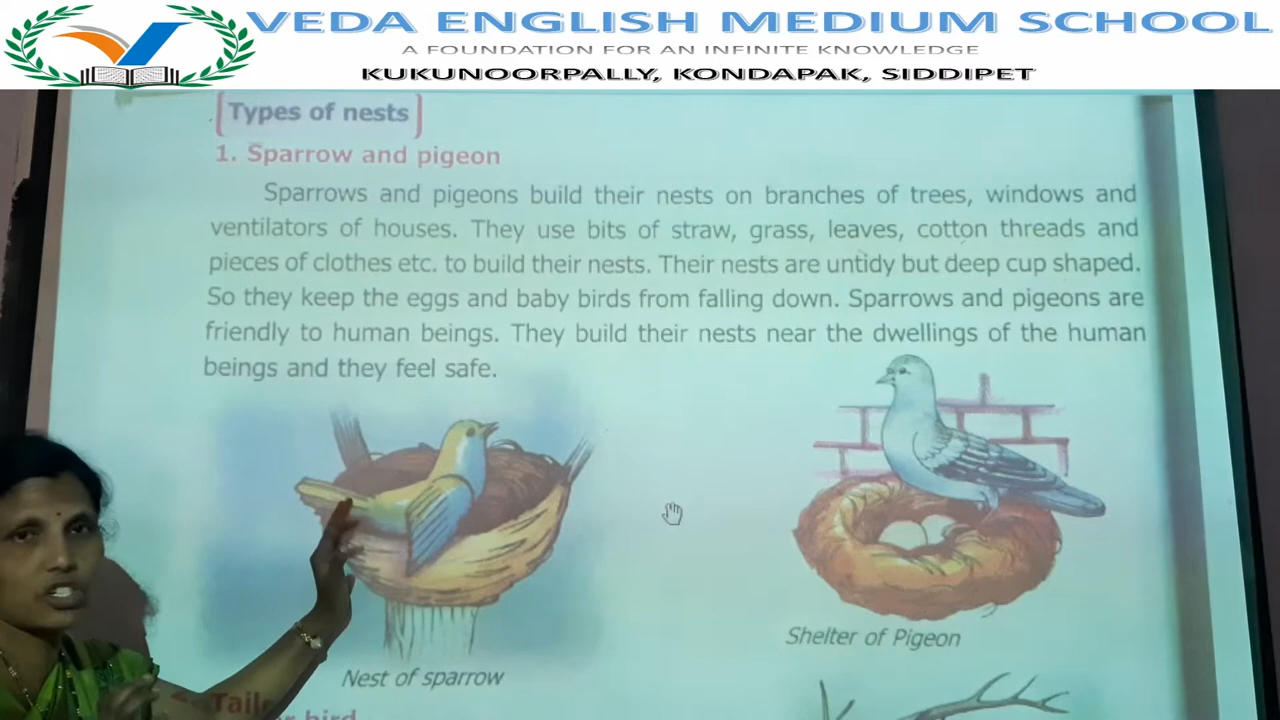 VEDA ENGLISH MEDIUM SCHOOL
A FOUNDATION FOR AN INFINITE KNOWLEDGE
KUKUNOORPALLY, KONDAPAK, SIDDIPET
Types of nests
1. Sparrow and pigeon
Sparrows and pigeons build their nests on branches of trees, windows and
ventilators of houses. They use bits of straw, grass, leaves, cotton threads and
pieces of clothes etc. to build their nests. Their nests are untidy but deep cup shaped.
So they keep the eggs and baby birds from falling down. Sparrows and pigeons are
friendly to human beings. They build their nests near the dwellings of the human
beings and they feel safe.
Shelter of Pigeon
Nest of sparrow
bird